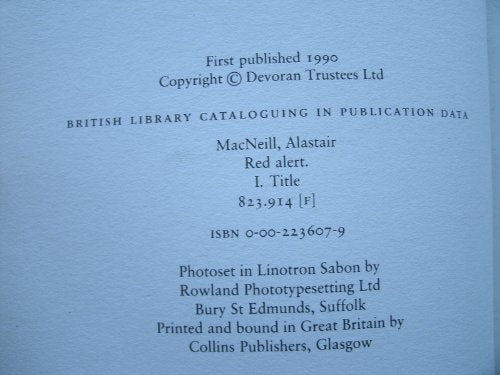 First published 1990
Copyright © Devoran Trustees Ltd
BRITISH LIBRARY CATALOGUING IN PUBLICATION DATA
MacNeill, Alastair
Red alert.
I. Title
823.914 [F]
ISBN 0-00-223607-9
Photoset in Linotron Sabon by
Rowland Phototypesetting Ltd
Bury St Edmunds, Suffolk
Printed and bound in Great Britain by
Collins Publishers, Glasgow